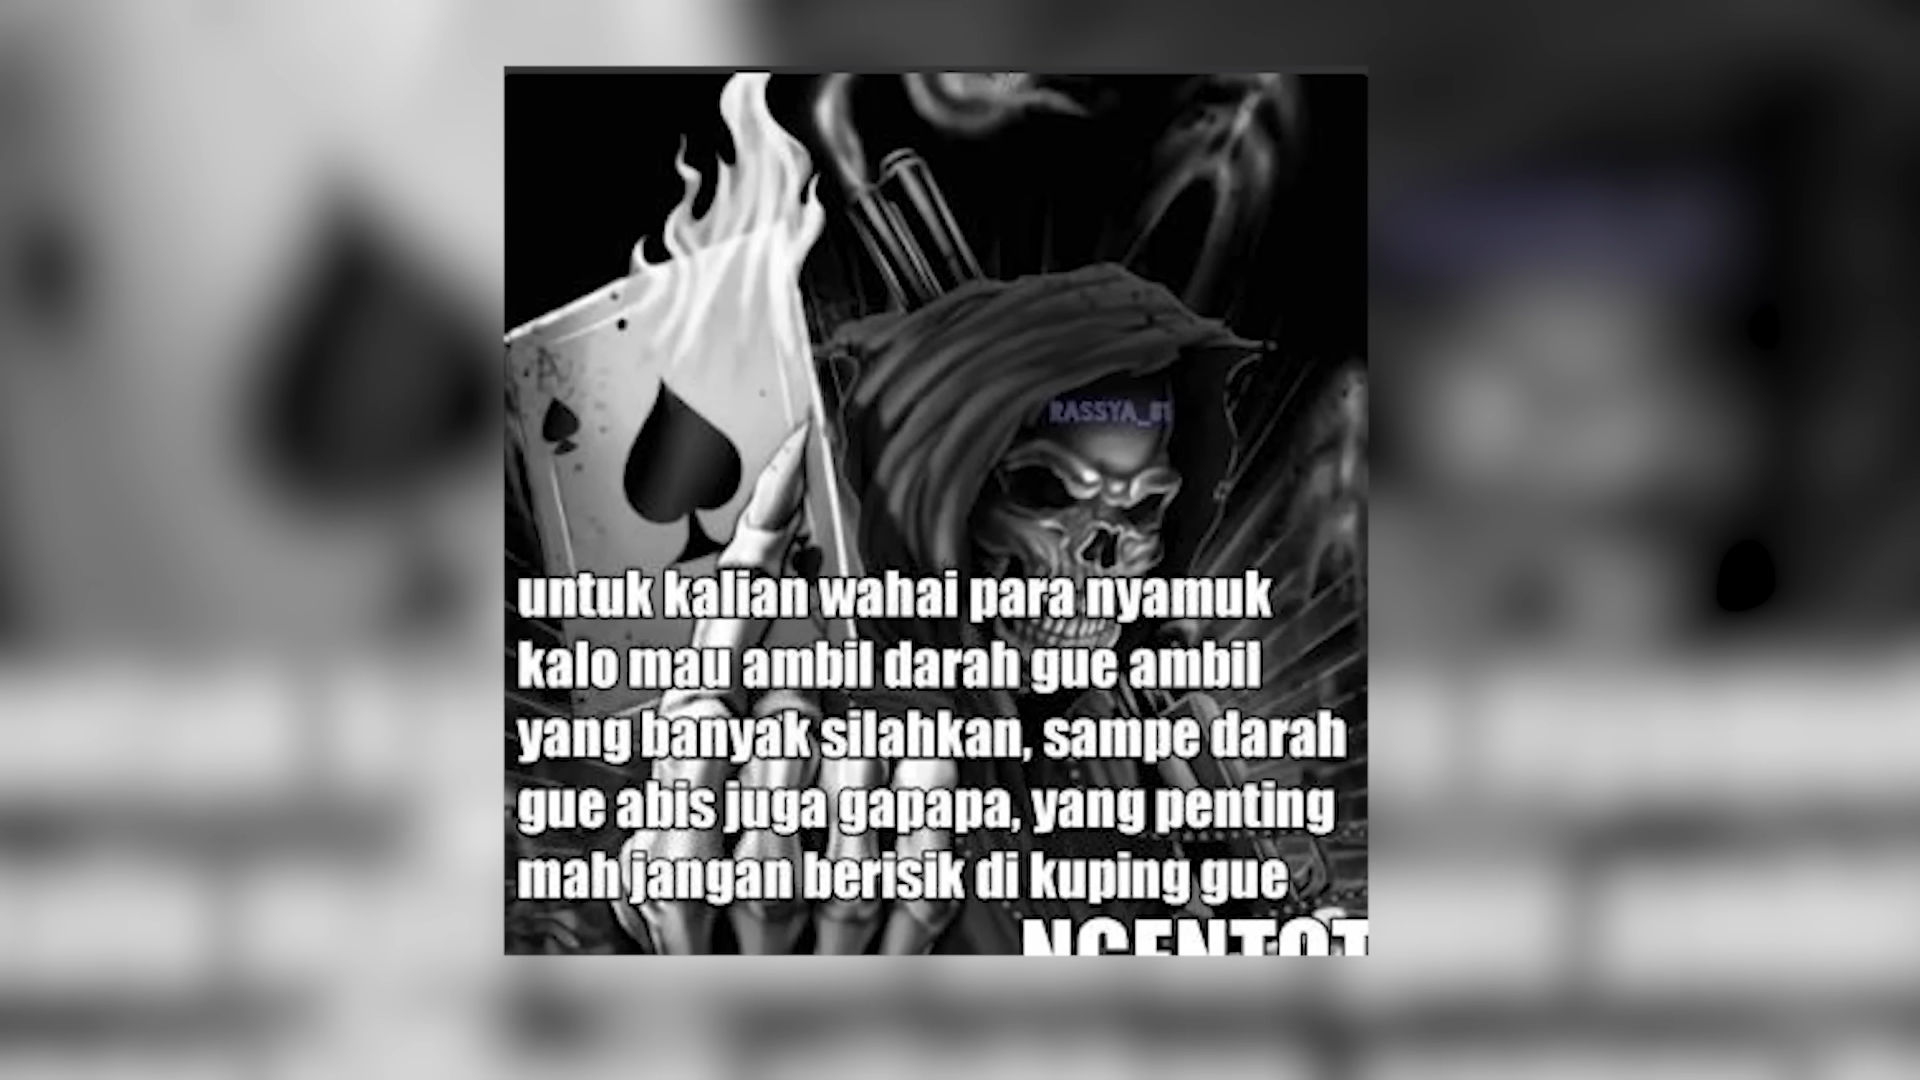 A
RASSYA_81
untuk kalian wahai para nyamuk
kalo mau ambil darah gue ambil
yang banyak silahkan, sampe darah
gue abis juga gapapa, yang penting
mah jangan berisik di kuping gue
NGENTOT